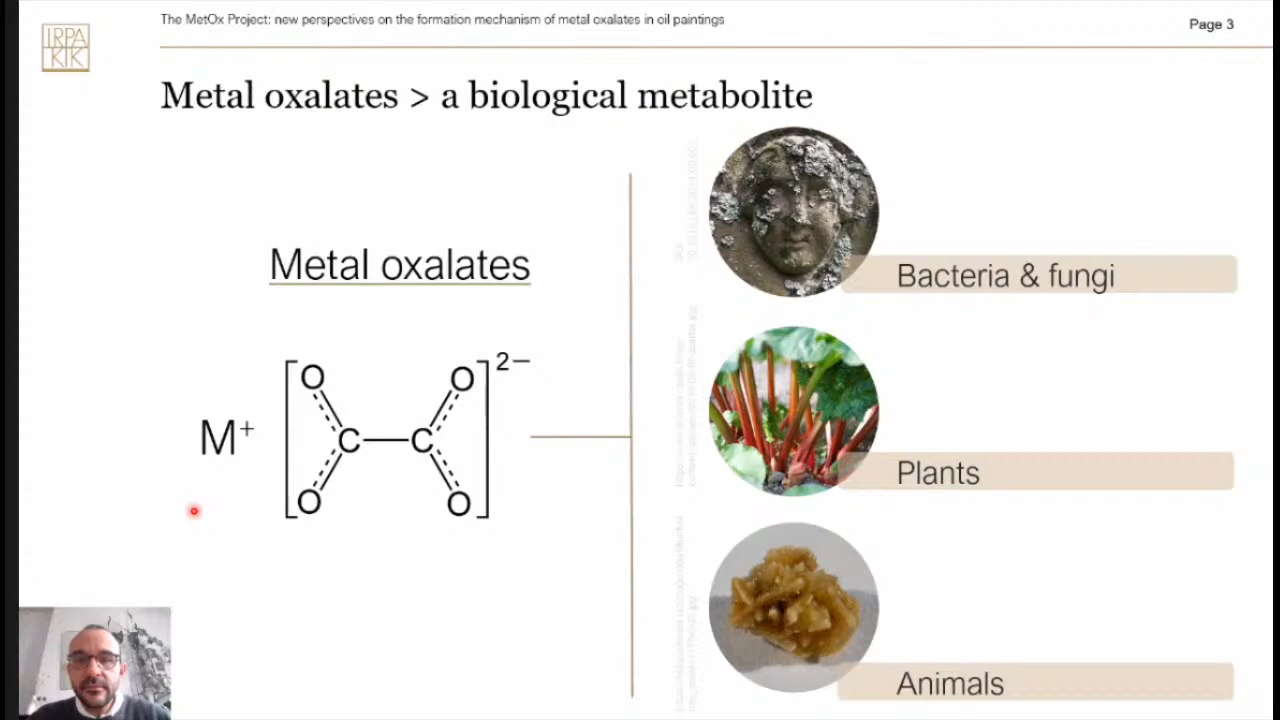 The MetOx Project: new perspectives on the formation mechanism of metal oxalates in oil paintings
Page 3
IRPA
KIK
Metal oxalates > a biological metabolite
Metal oxalates
M+
O
O
2−
C
C
O
O
Bacteria & fungi
Plants
Animals